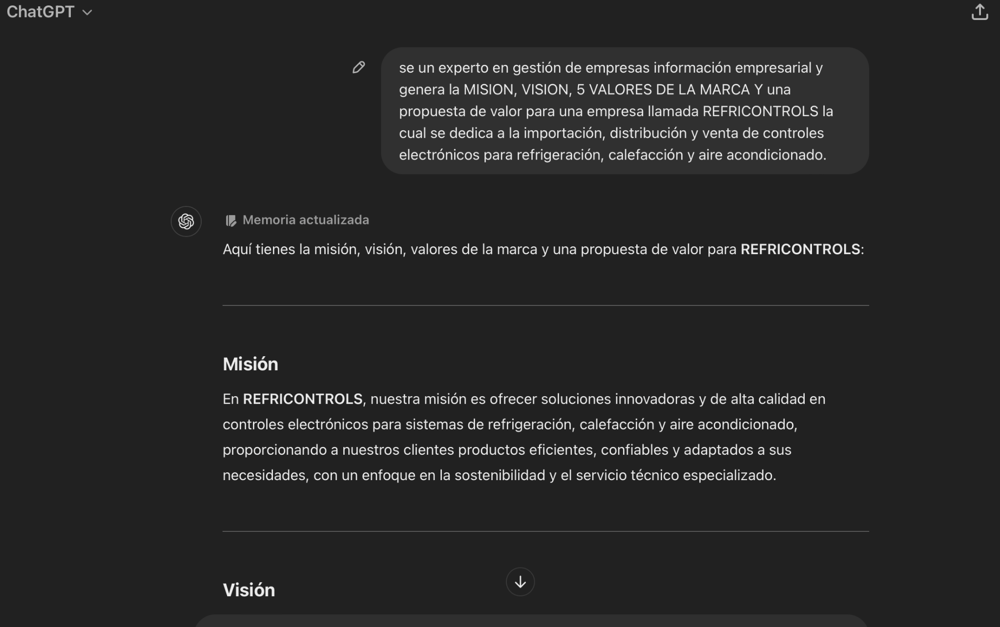 ChatGPT
se un experto en gestión de empresas información empresarial y
genera la MISION, VISION, 5 VALORES DE LA MARCA Y una
propuesta de valor para una empresa llamada REFRICONTROLS la
cual se dedica a la importación, distribución y venta de controles
electrónicos para refrigeración, calefacción y aire acondicionado.
Memoria actualizada
Aquí tienes la misión, visión, valores de la marca y una propuesta de valor para REFRICONTROLS:
Misión
En REFRICONTROLS, nuestra misión es ofrecer soluciones innovadoras y de alta calidad en
controles electrónicos para sistemas de refrigeración, calefacción y aire acondicionado,
proporcionando a nuestros clientes productos eficientes, confiables y adaptados a sus
necesidades, con un enfoque en la sostenibilidad y el servicio técnico especializado.
Visión